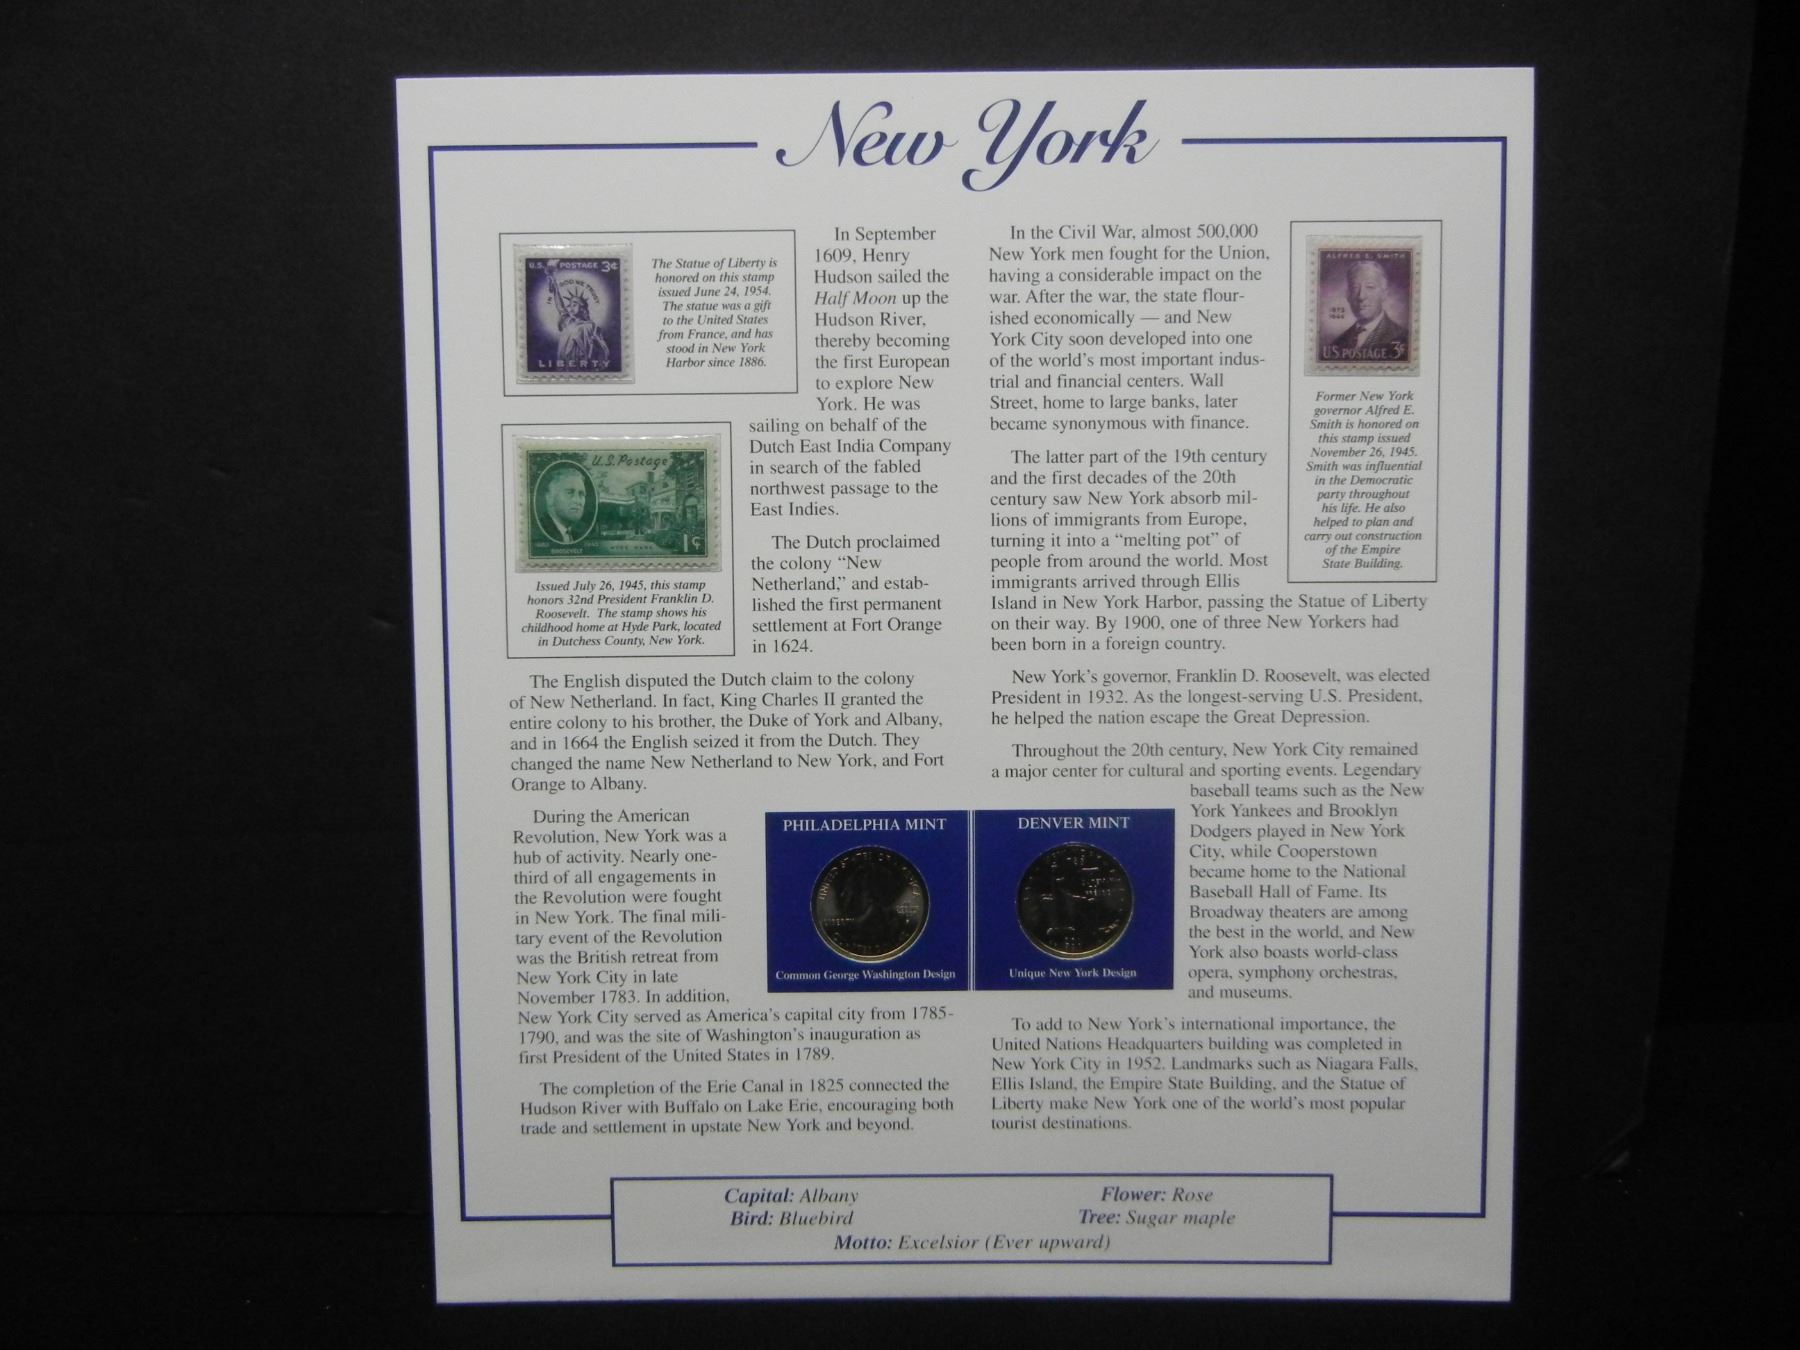 New York
U.S. POSTAGE 3¢
IN GOD WE TRUST
LIBERTY
The Statue of Liberty is
honored on this stamp
issued June 24, 1954.
The statue was a gift
to the United States
from France, and has
stood in New York
Harbor since 1886.
U.S. Postage
ROOSEVELT
HYDE PARK
1¢
Issued July 26, 1945, this stamp
honors 32nd President Franklin D.
Roosevelt. The stamp shows his
childhood home at Hyde Park, located
in Dutchess County, New York.
In September
1609, Henry
Hudson sailed the
Half Moon up the
Hudson River,
thereby becoming
the first European
to explore New
York. He was
sailing on behalf of the
Dutch East India Company
in search of the fabled
northwest passage to the
East Indies.
The Dutch proclaimed
the colony “New
Netherland,” and estab-
lished the first permanent
settlement at Fort Orange
in 1624.
The English disputed the Dutch claim to the colony
of New Netherland. In fact, King Charles II granted the
entire colony to his brother, the Duke of York and Albany,
and in 1664 the English seized it from the Dutch. They
changed the name New Netherland to New York, and Fort
Orange to Albany.
During the American
Revolution, New York was a
hub of activity. Nearly one-
third of all engagements in
the Revolution were fought
in New York. The final mili-
tary event of the Revolution
was the British retreat from
New York City in late
November 1783. In addition,
New York City served as America's capital city from 1785-
1790, and was the site of Washington's inauguration as
first President of the United States in 1789.
The completion of the Erie Canal in 1825 connected the
Hudson River with Buffalo on Lake Erie, encouraging both
trade and settlement in upstate New York and beyond.
In the Civil War, almost 500,000
New York men fought for the Union,
having a considerable impact on the
war. After the war, the state flour-
ished economically — and New
York City soon developed into one
of the world's most important indus-
trial and financial centers. Wall
Street, home to large banks, later
became synonymous with finance.
The latter part of the 19th century
and the first decades of the 20th
century saw New York absorb mil-
lions of immigrants from Europe,
turning it into a “melting pot” of
people from around the world. Most
immigrants arrived through Ellis
Island in New York Harbor, passing the Statue of Liberty
on their way. By 1900, one of three New Yorkers had
been born in a foreign country.
New York's governor, Franklin D. Roosevelt, was elected
President in 1932. As the longest-serving U.S. President,
he helped the nation escape the Great Depression.
Throughout the 20th century, New York City remained
a major center for cultural and sporting events. Legendary
baseball teams such as the New
York Yankees and Brooklyn
Dodgers played in New York
City, while Cooperstown
became home to the National
Baseball Hall of Fame. Its
Broadway theaters are among
the best in the world, and New
York also boasts world-class
opera, symphony orchestras,
and museums.
To add to New York's international importance, the
United Nations Headquarters building was completed in
New York City in 1952. Landmarks such as Niagara Falls,
Ellis Island, the Empire State Building, and the Statue of
Liberty make New York one of the world's most popular
tourist destinations.
ALFRED E. SMITH
1873
1944
U.S. POSTAGE 3¢
Former New York
governor Alfred E.
Smith is honored on
this stamp issued
November 26, 1945.
Smith was influential
in the Democratic
party throughout
his life. He also
helped to plan and
carry out construction
of the Empire
State Building.
PHILADELPHIA MINT
UNITED STATES OF AMERICA
LIBERTY
QUARTER DOLLAR
Common George Washington Design
DENVER MINT
Unique New York Design
Capital: Albany
Flower: Rose
Bird: Bluebird
Tree: Sugar maple
Motto: Excelsior (Ever upward)